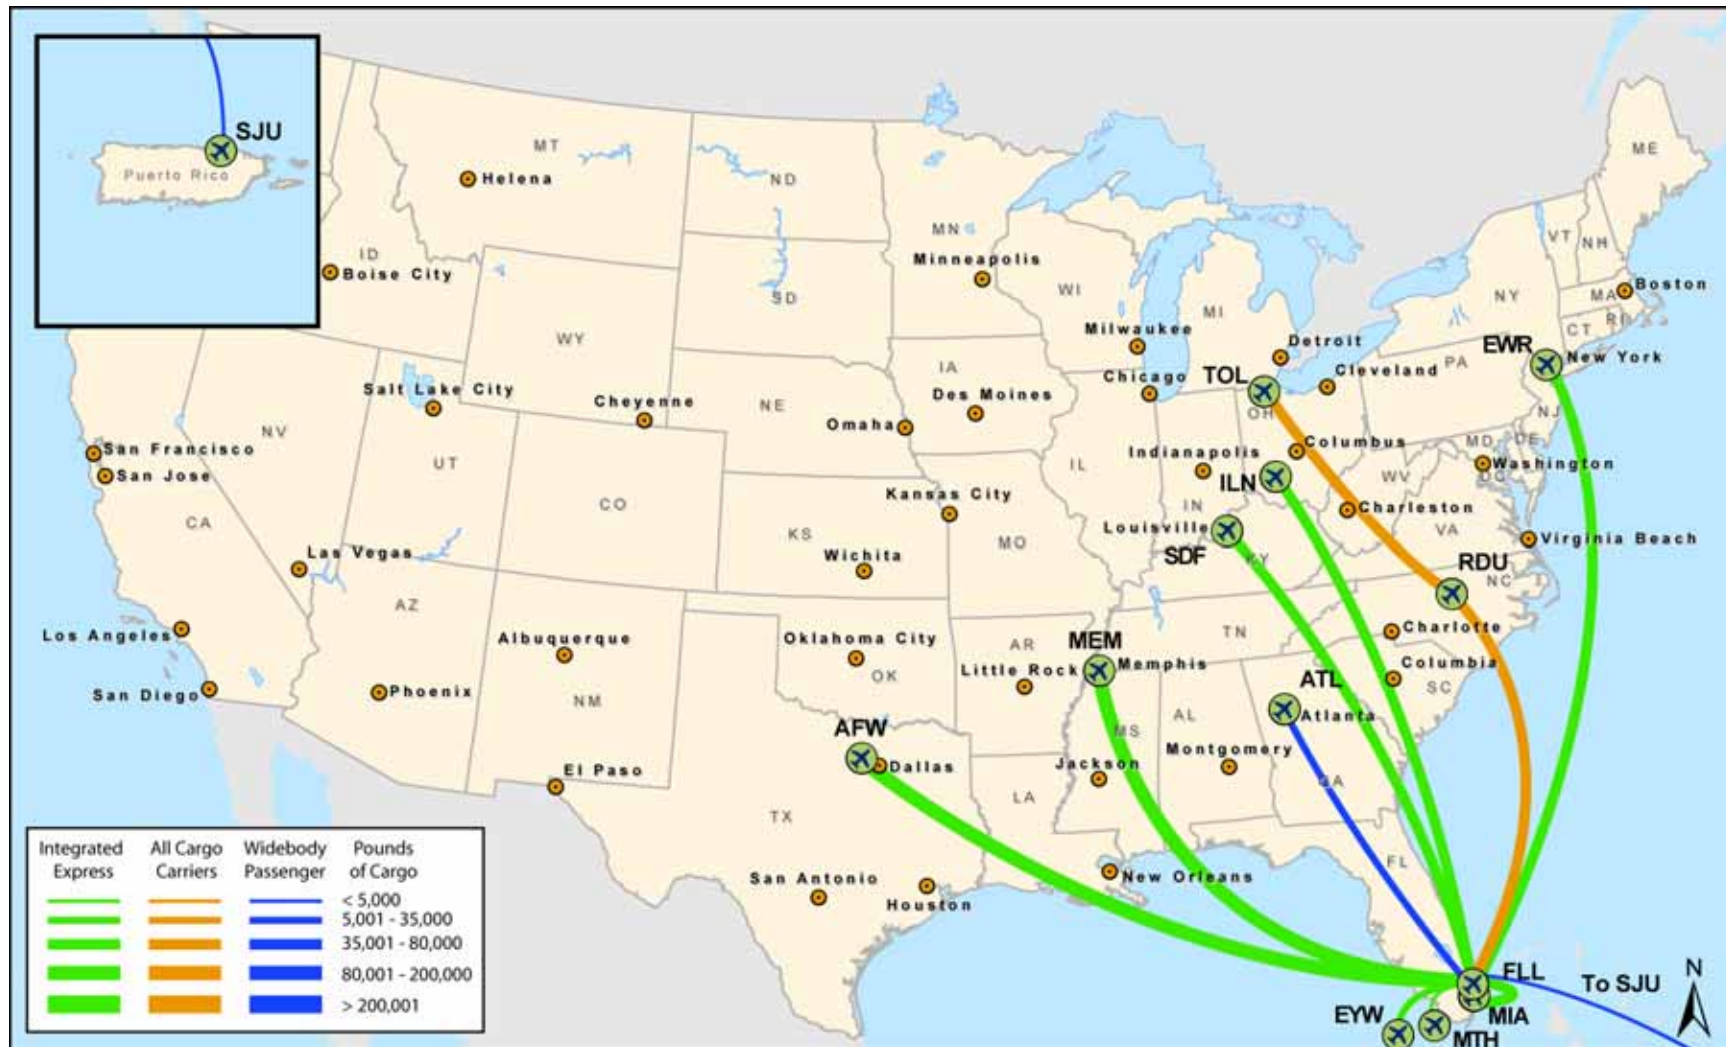 SJU
Puerto Rico
MT
Helena
ND
MN
Minneapolis
ID
Boise City
SD
WI
MI
ME
VT
NH
NY
MA
Boston
RI
CT
WY
Milwaukee
Detroit
EWR
New York
PA
Salt Lake City
Cheyenne
NE
IA
Des Moines
Chicago
TOL
Cleveland
OH
NJ
Omaha
NV
San Francisco
San Jose
UT
Columbus
MD
DE
Indianapolis
IL
Washington
DC
WV
ILN
CA
CO
Kansas City
IN
Charleston
KS
MO
Louisville
VA
Virginia Beach
Las Vegas
Wichita
SDF
KY
RDU
NC
AZ
Los Angeles
Albuquerque
Oklahoma City
AR
MEM
TN
Charlotte
OK
Little Rock
Memphis
Columbia
San Diego
Phoenix
NM
ATL
SC
Atlanta
AFW
MS
AL
Montgomery
El Paso
Dallas
Jackson
GA
LA
TX
San Antonio
Houston
New Orleans
FL
FLL
To SJU
N
EYW
MTH
MIA
Integrated Express
All Cargo Carriers
Widebody Passenger
Pounds of Cargo
< 5,000
5,001 - 35,000
35,001 - 80,000
80,001 - 200,000
> 200,001